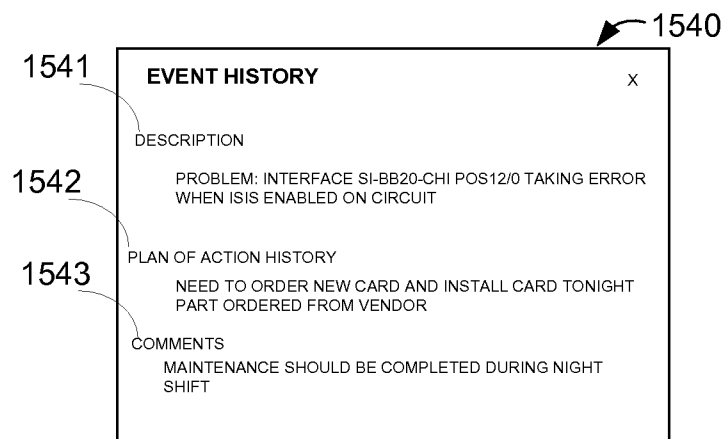 1540
1541
EVENT HISTORY X
DESCRIPTION
PROBLEM: INTERFACE SI-BB20-CHI POS12/0 TAKING ERROR
WHEN ISIS ENABLED ON CIRCUIT
1542
PLAN OF ACTION HISTORY
1543
NEED TO ORDER NEW CARD AND INSTALL CARD TONIGHT
PART ORDERED FROM VENDOR
COMMENTS
MAINTENANCE SHOULD BE COMPLETED DURING NIGHT
SHIFT